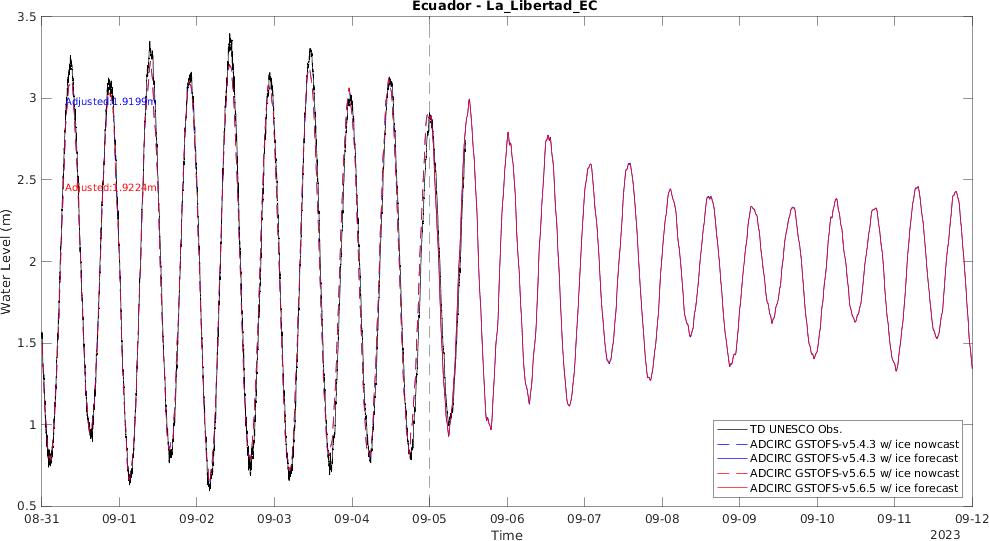 Ecuador - La_Libertad_EC
3.5
3
2.5
2
1.5
1
0.5
Water Level (m)
Adjusted:1.9199m
Adjusted:1.9224m
TD UNESCO Obs.
ADCIRC GSTOFS-v5.4.3 w/ ice nowcast
ADCIRC GSTOFS-v5.4.3 w/ ice forecast
ADCIRC GSTOFS-v5.6.5 w/ ice nowcast
ADCIRC GSTOFS-v5.6.5 w/ ice forecast
08-31 09-01 09-02 09-03 09-04 09-05 09-06 09-07 09-08 09-09 09-10 09-11 09-12
Time
2023